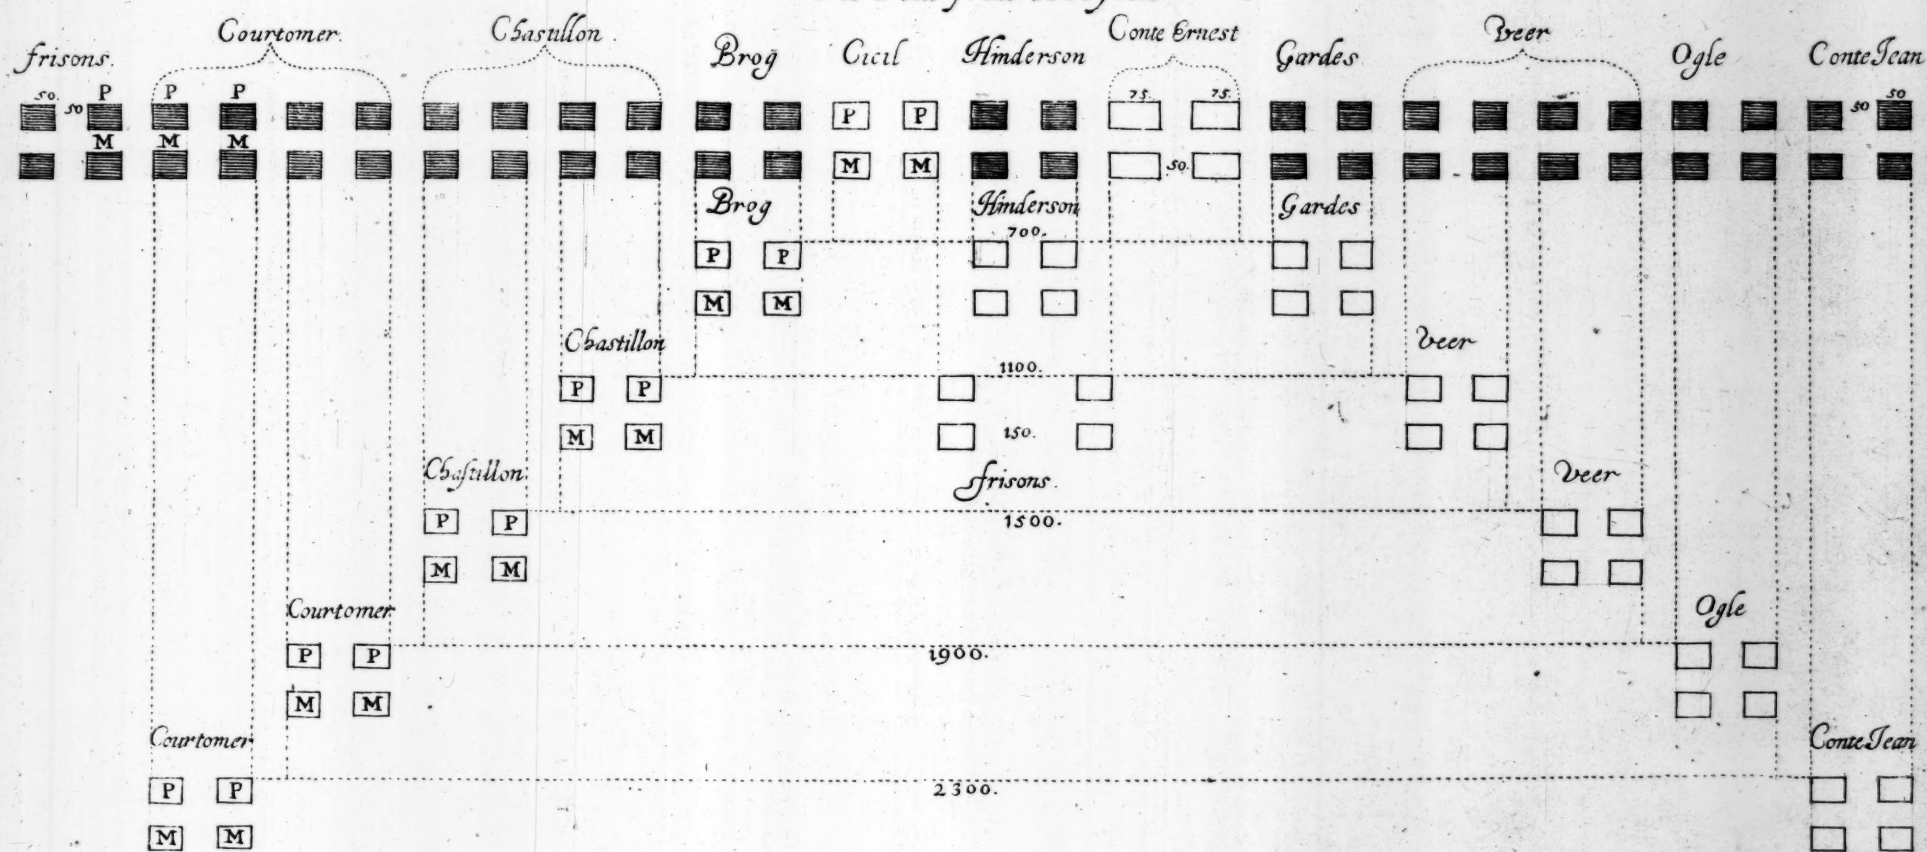 frisons. Courtomer. Chastillon. Brog Cicil Hinderson Conte Ernest Gardes Veer Ogle Conte Jean
50. 50 P P P P P 75. 75. 50 50
M M M M M 50.
Brog Hinderson Gardes
700.
P P
M M
Chastillon Veer
1100.
P P
M M 150.
Chastillon. frisons. Veer
1500.
P P
M M
Courtomer Ogle
1900.
P P
M M
Courtomer Conte Jean
2300.
P P
M M